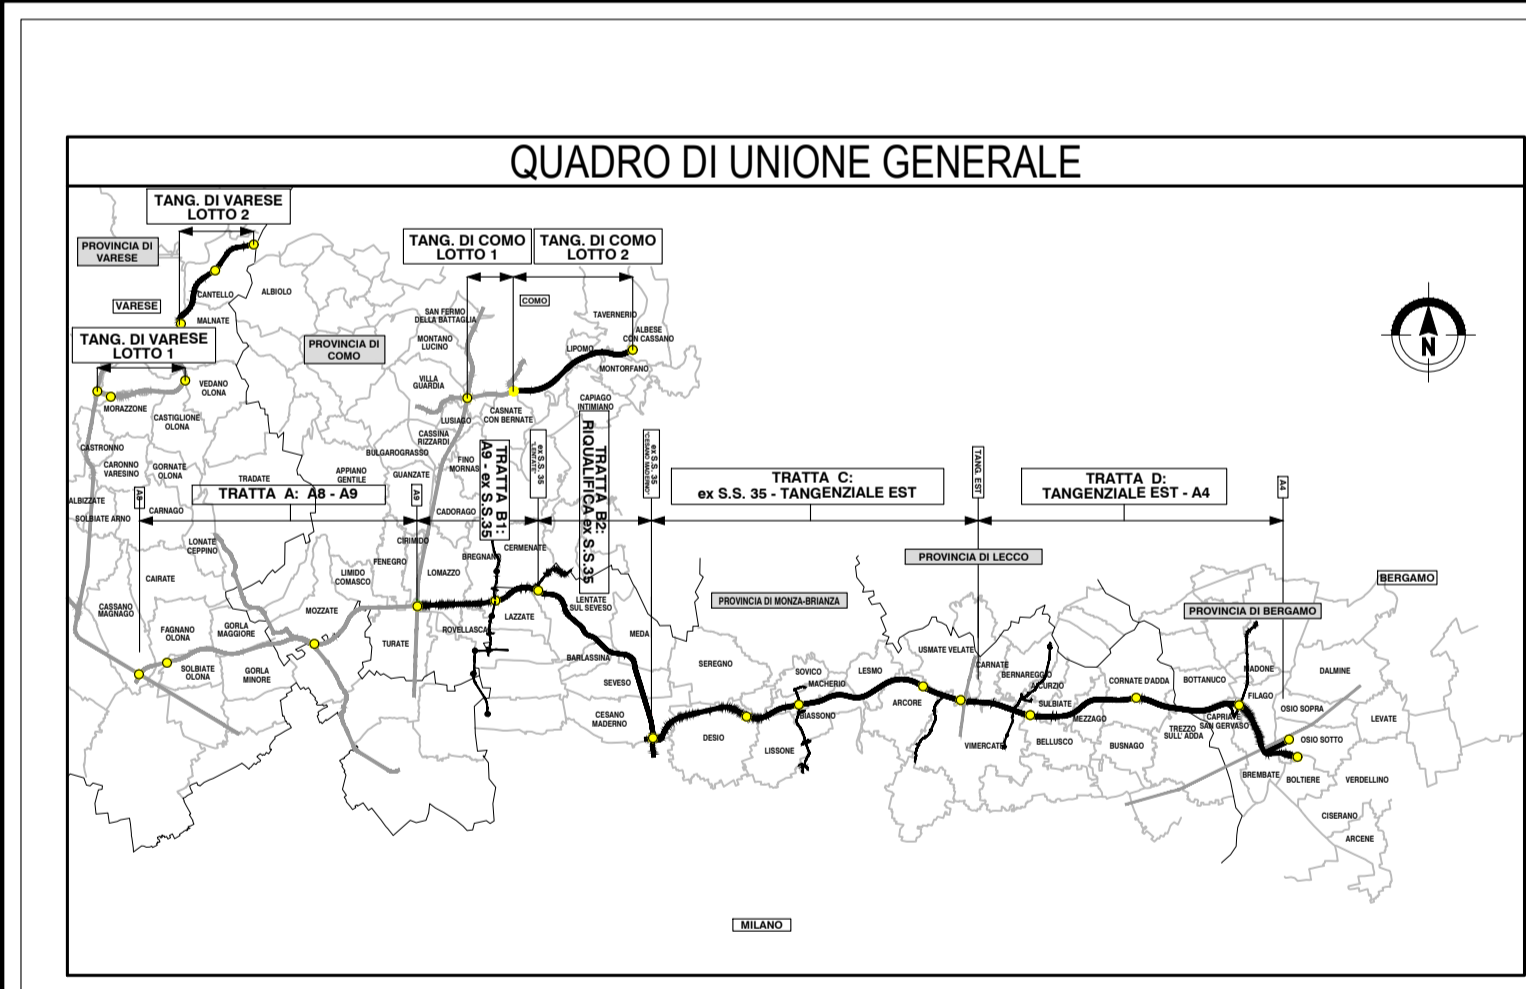 QUADRO DI UNIONE GENERALE
TANG. DI VARESE
LOTTO 2
PROVINCIA DI
VARESE
TANG. DI COMO
LOTTO 1
TANG. DI COMO
LOTTO 2
CANTELLO
ALBIOLO
VARESE
MALNATE
COMO
SAN FERMO
DELLA BATTAGLIA
TAVERNERIO
ALBESE
CON CASSANO
TANG. DI VARESE
LOTTO 1
PROVINCIA DI
COMO
MONTANO
LUCINO
LIPOMO
MONTORFANO
N
VEDANO
OLONA
VILLA
GUARDIA
MORAZZONE
CASTIGLIONE
OLONA
CAPIAGO
INTIMIANO
CASNATE
CON BERNATE
LUSIAGO
CASSINA
RIZZARDI
CASTRONNO
BULGAROGRASSO
CARONNO
VARESINO
GORNATE
OLONA
TRADATE
APPIANO
GENTILE
GUANZATE
FINO
MORNAS
TRATTA B1:
A9 - ex S.S.35
ex S.S. 35
"LENTATE"
TRATTA B2:
RIQUALIFICA ex S.S.35
ex S.S. 35
"CESANO MADERNO"
TRATTA C:
ex S.S. 35 - TANGENZIALE EST
TANG. EST
TRATTA D:
TANGENZIALE EST - A4
A4
A8
TRATTA A: A8 - A9
A9
ALBIZZATE
SOLBIATE ARNO
CARNAGO
CADORAGO
LONATE
CEPPINO
CIRIMIDO
FENEGRO
BREGNANO
CERMENATE
PROVINCIA DI LECCO
CAIRATE
LIMIDO
COMASCO
LOMAZZO
BERGAMO
CASSANO
MAGNAGO
MOZZATE
LAZZATE
LENTATE
SUL SEVESO
PROVINCIA DI MONZA-BRIANZA
PROVINCIA DI BERGAMO
FAGNANO
OLONA
GORLA
MAGGIORE
TURATE
ROVELLASCA
MEDA
BARLASSINA
USMATE VELATE
SOLBIATE
OLONA
GORLA
MINORE
SEVESO
SEREGNO
SOVICO
LESMO
CARNATE
BERNAREGGIO
MADONE
DALMINE
MACHERIO
AICURZIO
CORNATE D'ADDA
BOTTANUCO
FILAGO
CESANO
MADERNO
BIASSONO
ARCORE
SULBIATE
MEZZAGO
CAPRIATE
SAN GERVASO
OSIO SOPRA
LEVATE
DESIO
LISSONE
VIMERCATE
BELLUSCO
BUSNAGO
TREZZO
SULL' ADDA
OSIO SOTTO
BREMBATE
BOLTIERE
VERDELLINO
CISERANO
ARCENE
MILANO